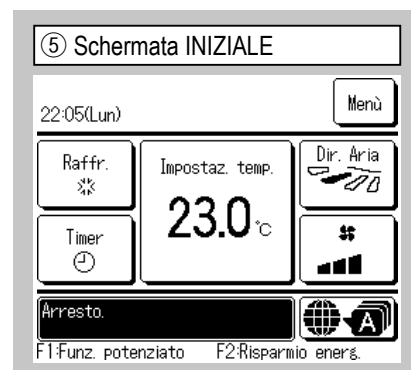 ⑤ Schermata INIZIALE
22:05(Lun)
Menù
Raffr.
Impostaz. temp.
Dir. Aria
23.0 °C
Timer
Arresto.
A
F1:Funz. potenziato F2:Risparmio energ.